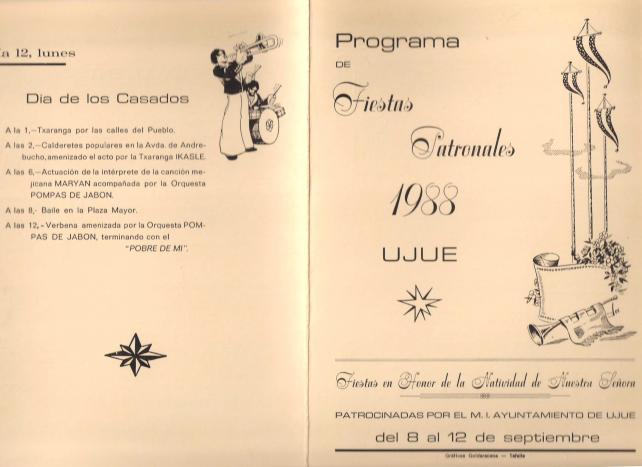 ía 12, lunes
Dia de los Casados
A la 1,—Txaranga por las calles del Pueblo.
A las 2,—Calderetes populares en la Avda. de Andre-
bucho,amenizado el acto por la Txaranga IKASLE.
A las 6,—Actuación de la intérprete de la canción me-
jicana MARYAN acompañada por la Orquesta
POMPAS DE JABON.
A las 8,- Baile en la Plaza Mayor.
A las 12,-Verbena amenizada por la Orquesta POM-
PAS DE JABON, terminando con el
"POBRE DE MI".
Programa
DE
Fiestas
Patronales
1988
UJUE
Fiestas en Honor de la Natividad de Nuestra Señora
PATROCINADAS POR EL M. I. AYUNTAMIENTO DE UJUE
del 8 al 12 de septiembre
Gráficas Goldaracena — Tafalla